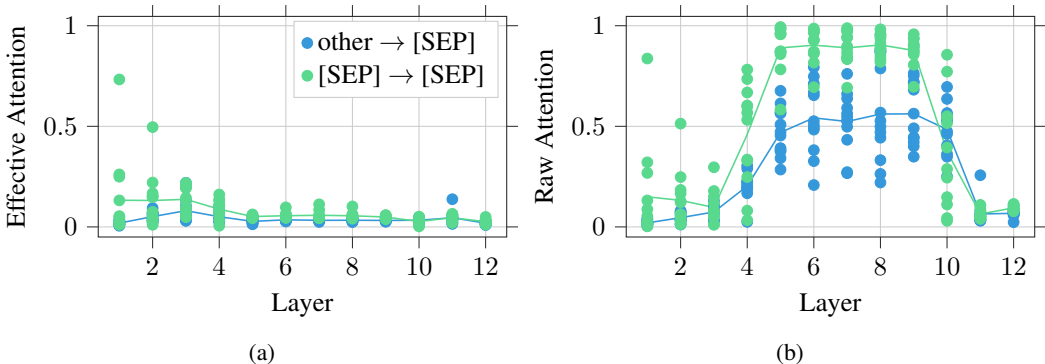 Effective Attention
1
0.5
0
other → [SEP]
[SEP] → [SEP]
2 4 6 8 10 12
Layer
(a)
Raw Attention
1
0.5
0
2 4 6 8 10 12
Layer
(b)